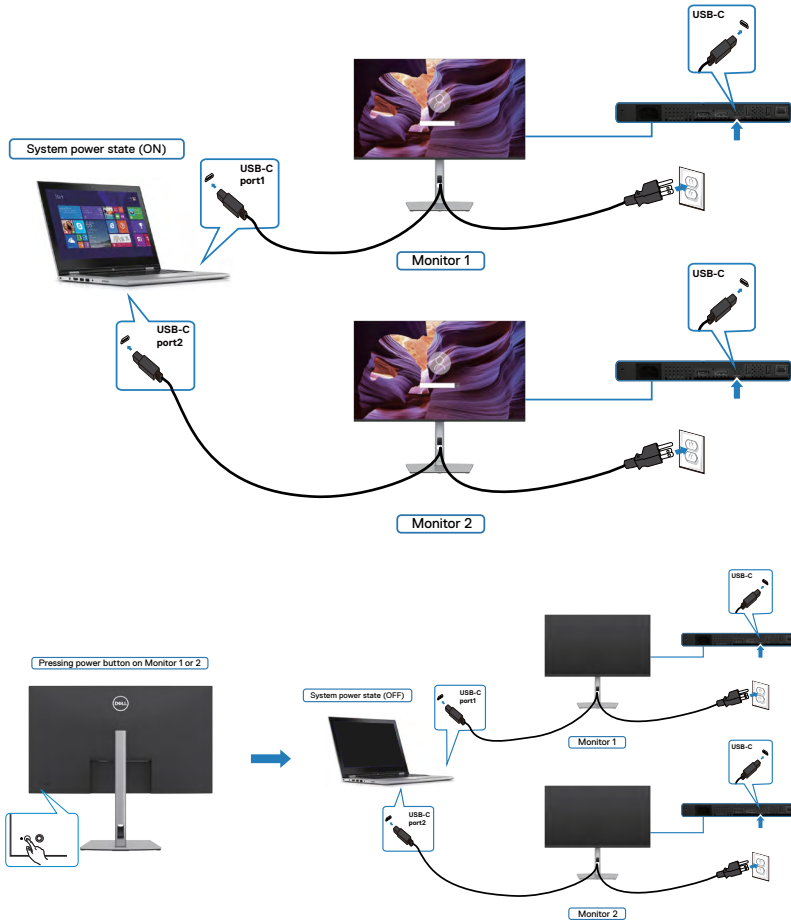 USB-C
System power state (ON)
USB-C
port1
Monitor 1
USB-C
USB-C
port2
Monitor 2
USB-C
Pressing power button on Monitor 1 or 2
DELL
System power state (OFF)
USB-C
port1
Monitor 1
USB-C
USB-C
port2
Monitor 2